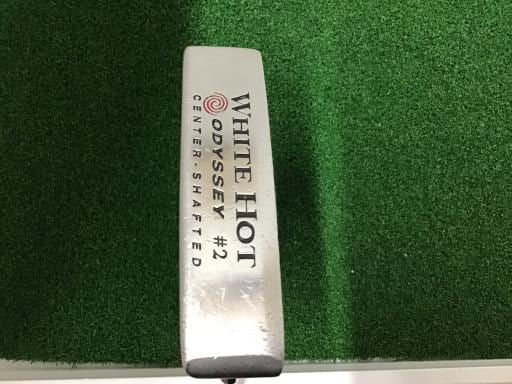 WHITE HOT
ODYSSEY #2
CENTER-SHAFTED